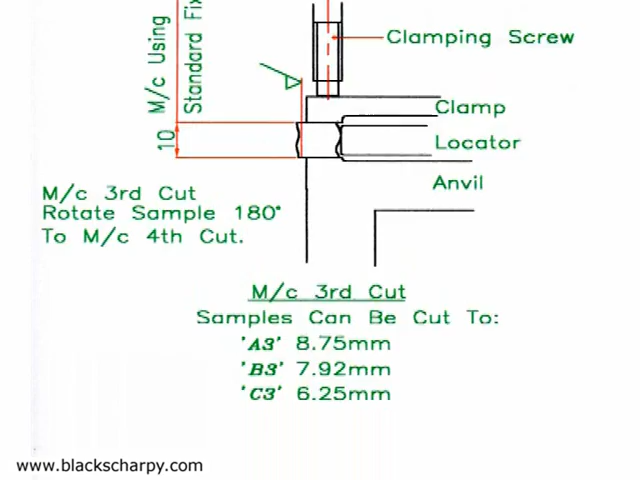 M/c Using
Standard Fix
Clamping Screw
Clamp
10
Locator
Anvil
M/c 3rd Cut
Rotate Sample 180°
To M/c 4th Cut.
M/c 3rd Cut
Samples Can Be Cut To:
'A3' 8.75mm
'B3' 7.92mm
'C3' 6.25mm
www.blackscharpy.com